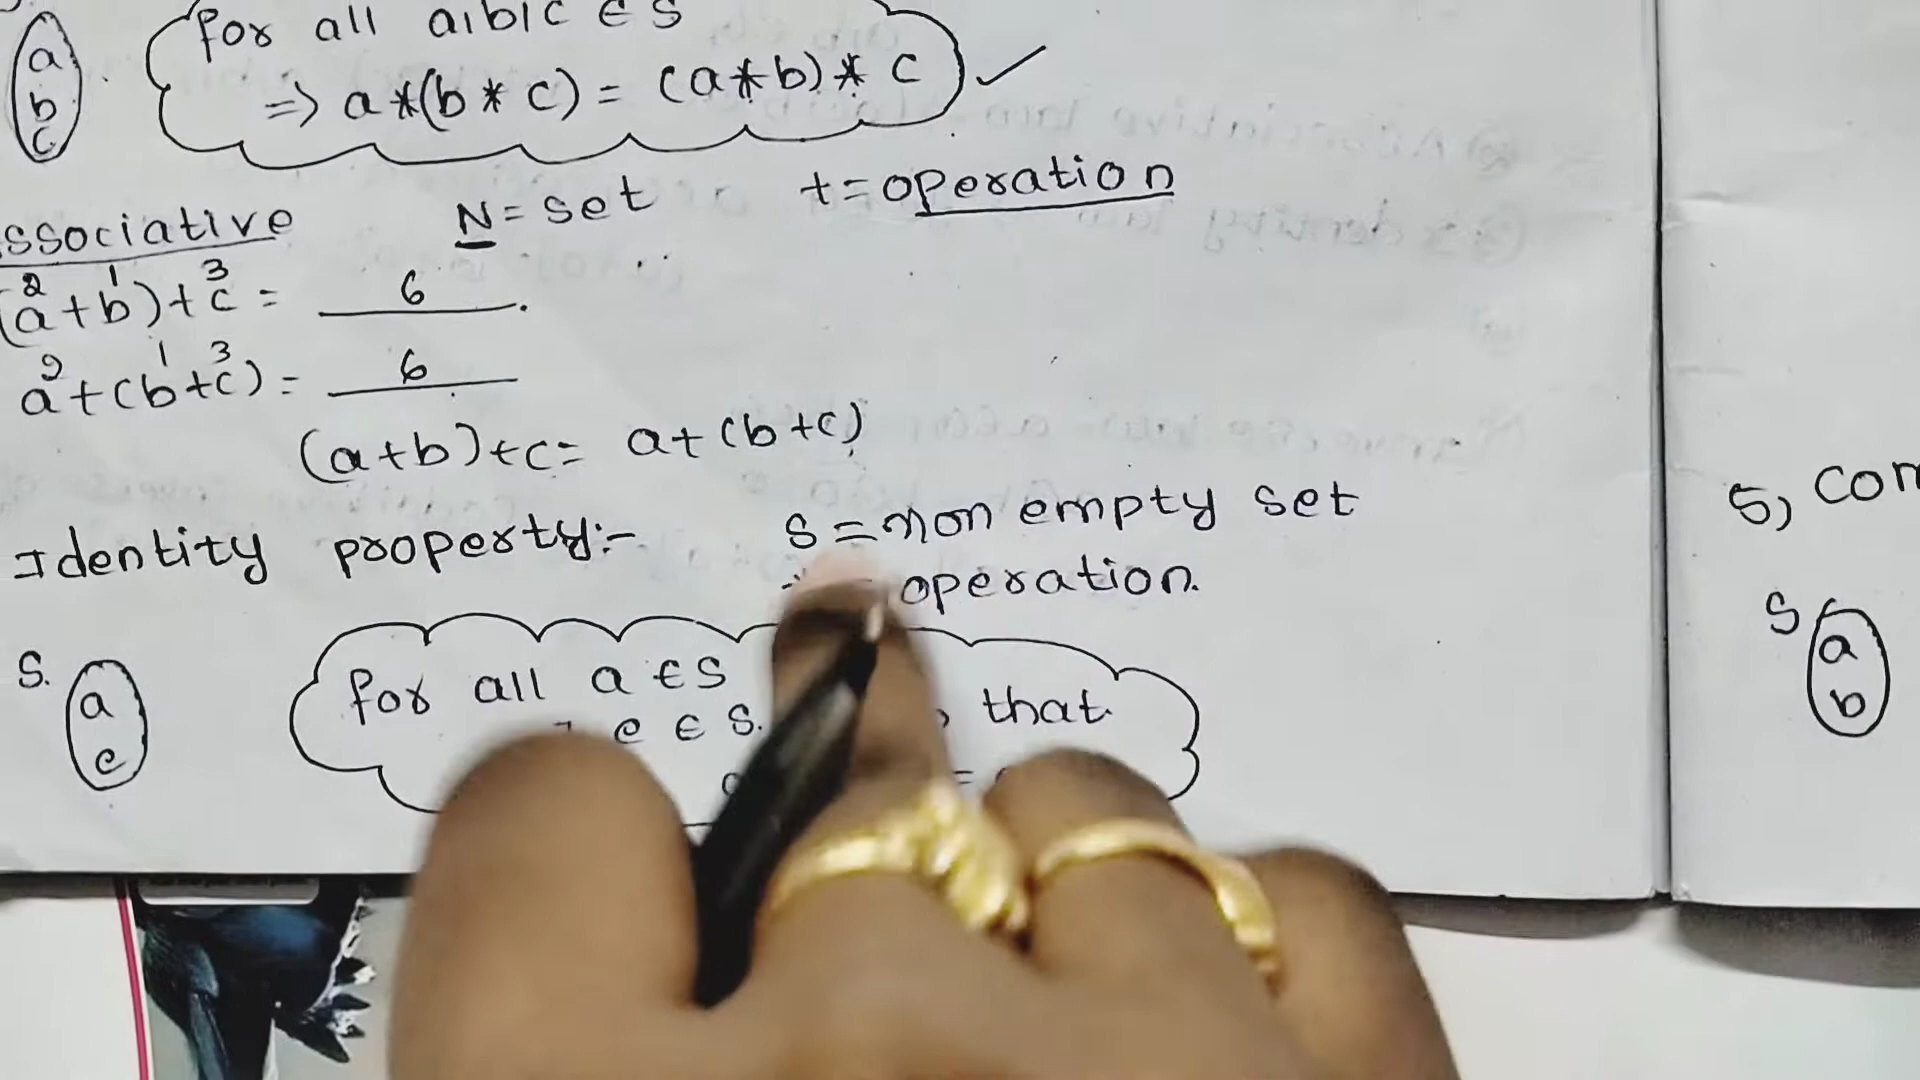 for all a,b,c ∈ S
a
b
c
⇒ a*(b*c) = (a*b)*c
ssociative
N = set
+ = operation
2 1 3
(a+b)+c = 6.
2 1 3
a+(b+c) = 6
(a+b)+c = a+(b+c)
Identity property:-
S = non empty set
operation.
S.
a
e
for all a ∈ S
that
e ∈ S.
5, com
S
a
b